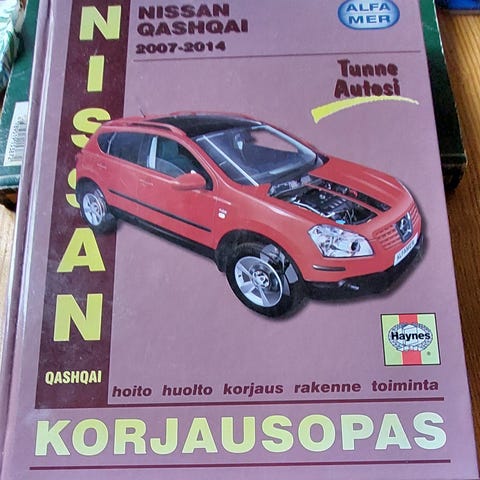 NISSAN
NISSAN
QASHQAI
2007-2014
ALFA
MER
Tunne
Autosi
Haynes
QASHQAI
hoito huolto korjaus rakenne toiminta
KORJAUSOPAS